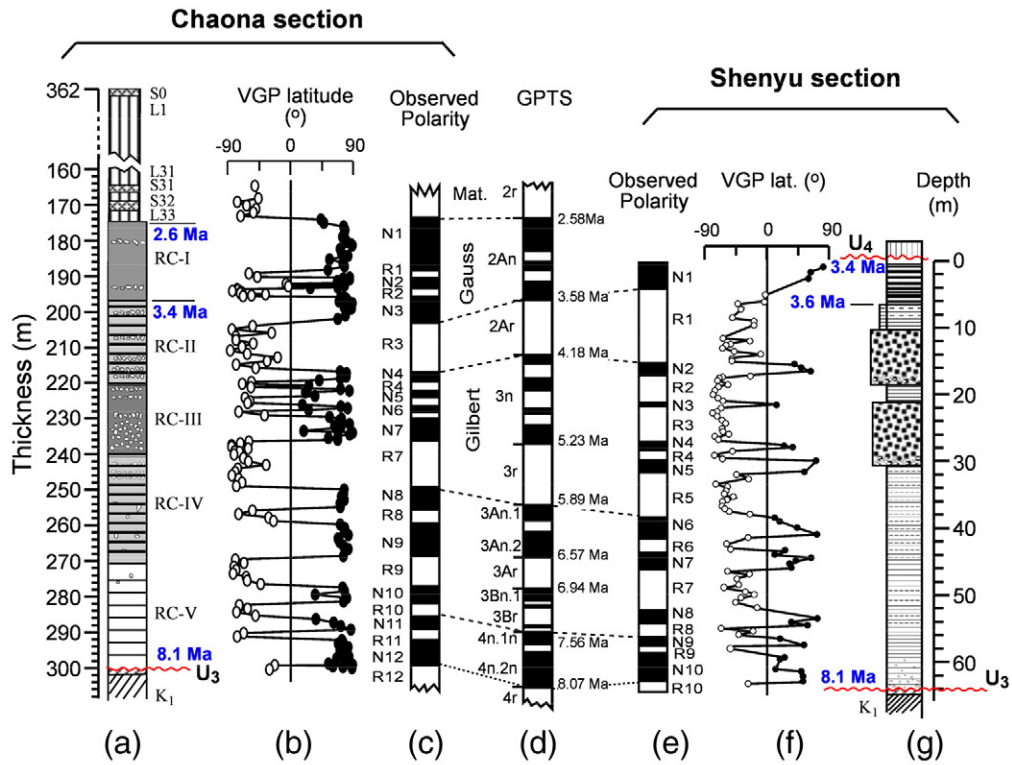 Chaona section
Shenyu section
VGP latitude
(o)
-90 0 90
Observed
Polarity
GPTS
Observed
Polarity
VGP lat. (o)
-90 0 90
Depth
(m)
Thickness (m)
362
160
170
180
190
200
210
220
230
240
250
260
270
280
290
300
S0
L1
L31
S31
S32
L33
2.6 Ma
RC-I
3.4 Ma
RC-II
RC-III
RC-IV
RC-V
8.1 Ma
U3
K1
N1
R1
N2
R2
N3
R3
N4
R4
N5
N6
N7
R7
N8
R8
N9
R9
N10
R10
N11
R11
N12
R12
Mat.
Gauss
Gilbert
2r
2An
2Ar
3n
3r
3An.1
3An.2
3Ar
3Bn.1
3Br
4n.1n
4n.2n
4r
2.58Ma
3.58 Ma
4.18 Ma
5.23 Ma
5.89 Ma
6.57 Ma
6.94 Ma
7.56 Ma
8.07 Ma
N1
R1
N2
R2
N3
R3
N4
R4
N5
R5
N6
R6
N7
R7
N8
R8
N9
R9
N10
R10
U4
3.4 Ma
3.6 Ma
8.1 Ma
U3
K1
0
10
20
30
40
50
60
(a) (b) (c) (d) (e) (f) (g)